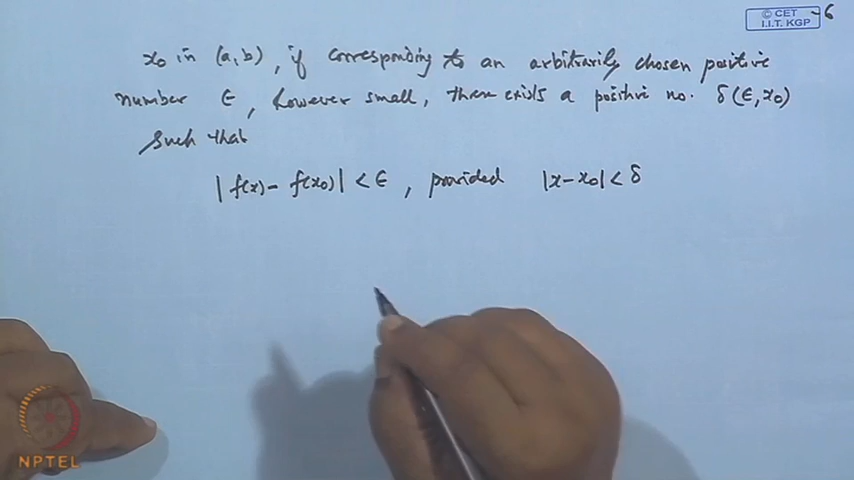 © CET
I.I.T. KGP
-6
x₀ in (a,b), if corresponding to an arbitrarily chosen positive
number ϵ, however small, there exists a positive no. δ(ϵ,x₀)
such that
|f(x)-f(x₀)|<ϵ, provided |x-x₀|<δ
NPTEL